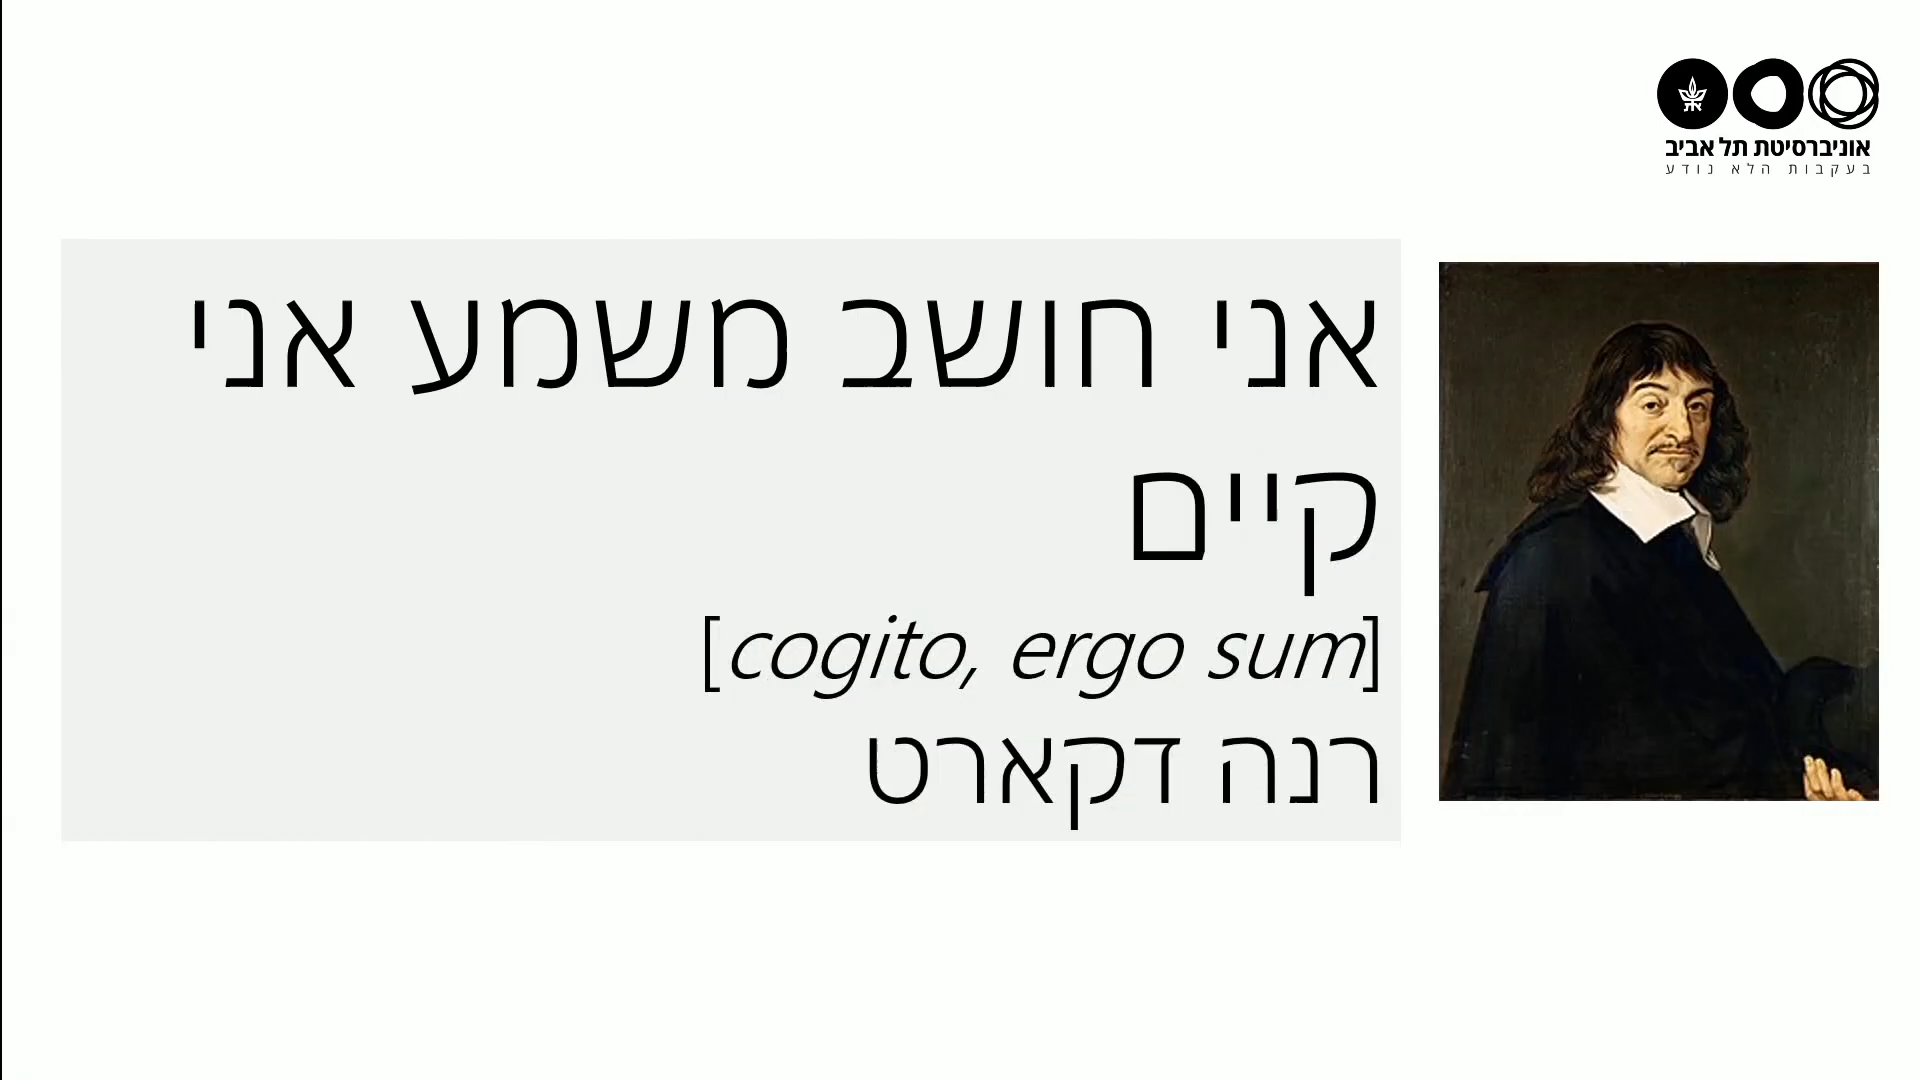 אוניברסיטת תל אביב
בעקבות הלא נודע
אני חושב משמע אני
קיים
[cogito, ergo sum]
רנה דקארט